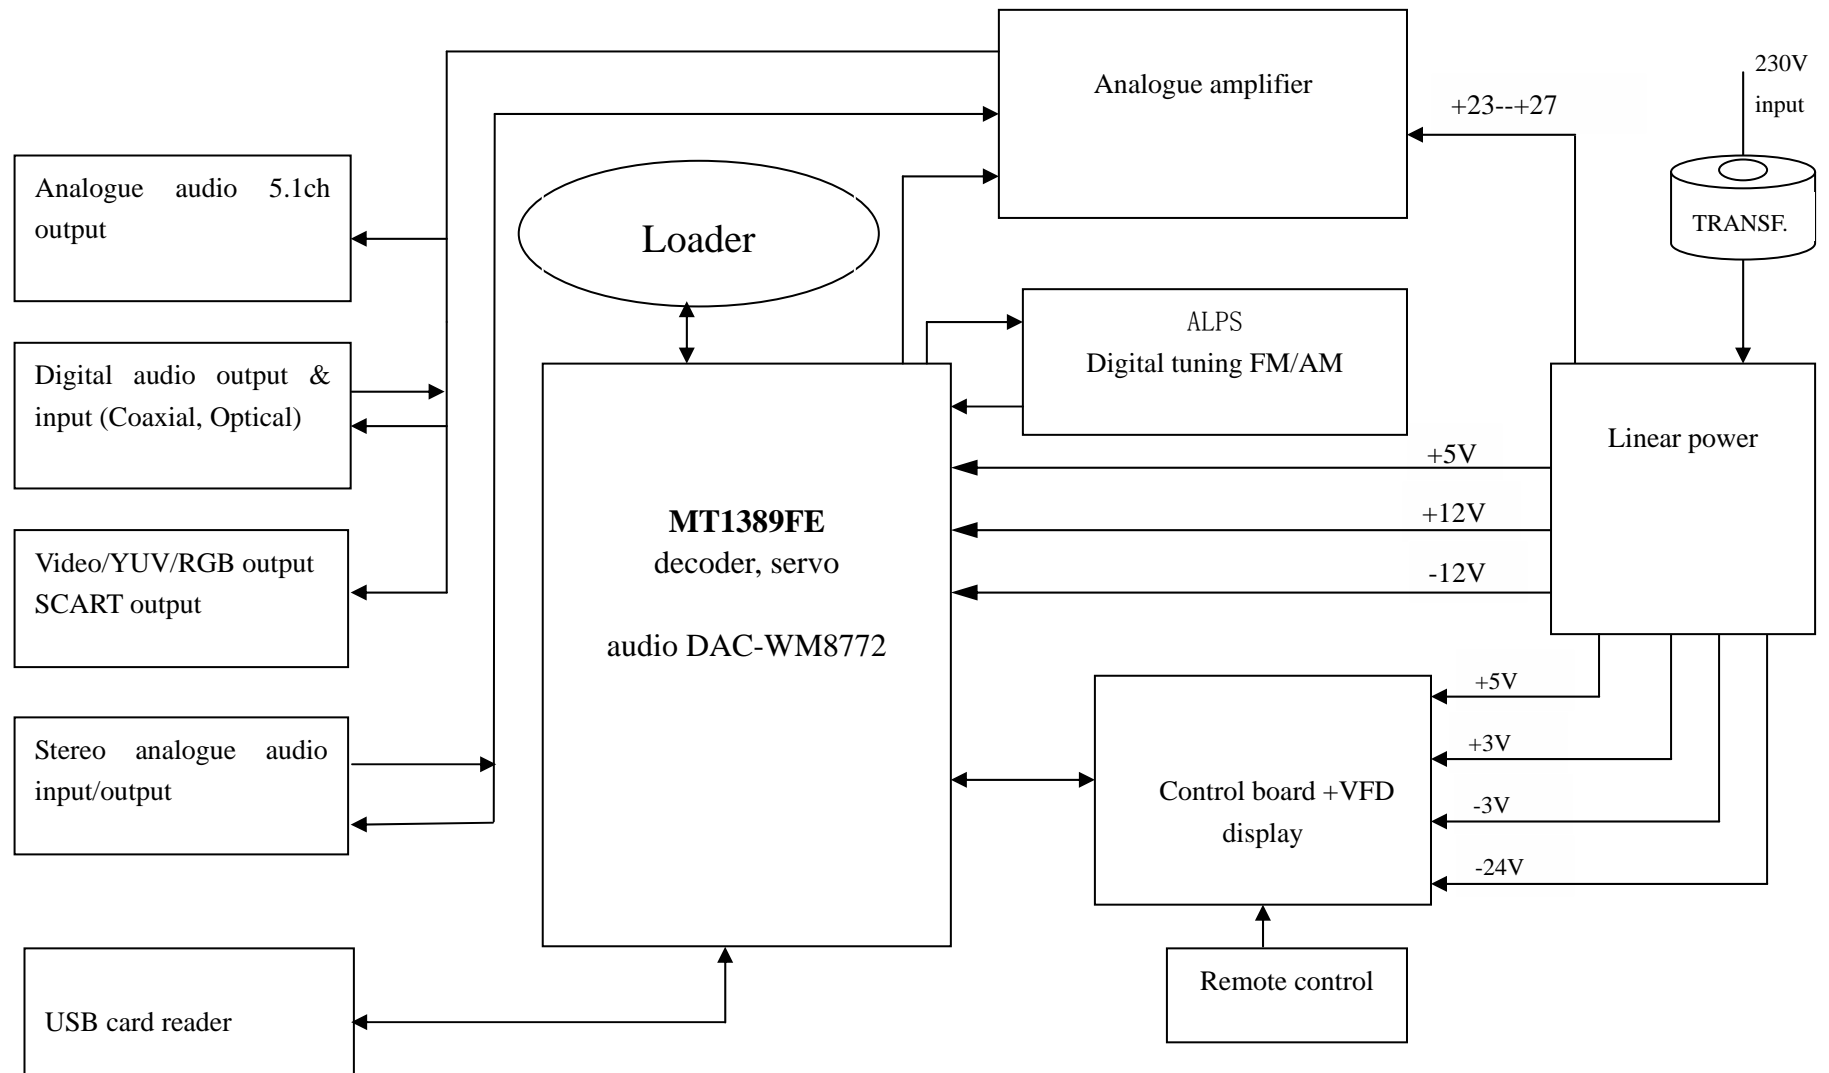 Analogue amplifier
230V
input
+23--+27
TRANSF.
Analogue audio 5.1ch
output
Loader
ALPS
Digital tuning FM/AM
Digital audio output &
input (Coaxial, Optical)
Linear power
+5V
+12V
-12V
MT1389FE
decoder, servo
audio DAC-WM8772
Video/YUV/RGB output
SCART output
+5V
+3V
-3V
-24V
Stereo analogue audio
input/output
Control board +VFD
display
Remote control
USB card reader